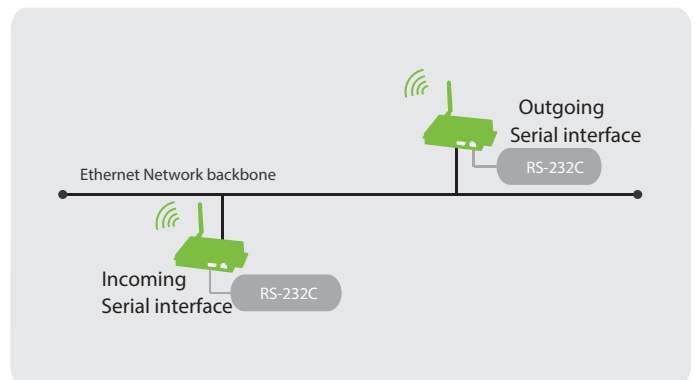 Outgoing
Serial interface
RS-232C
Ethernet Network backbone
Incoming
Serial interface
RS-232C